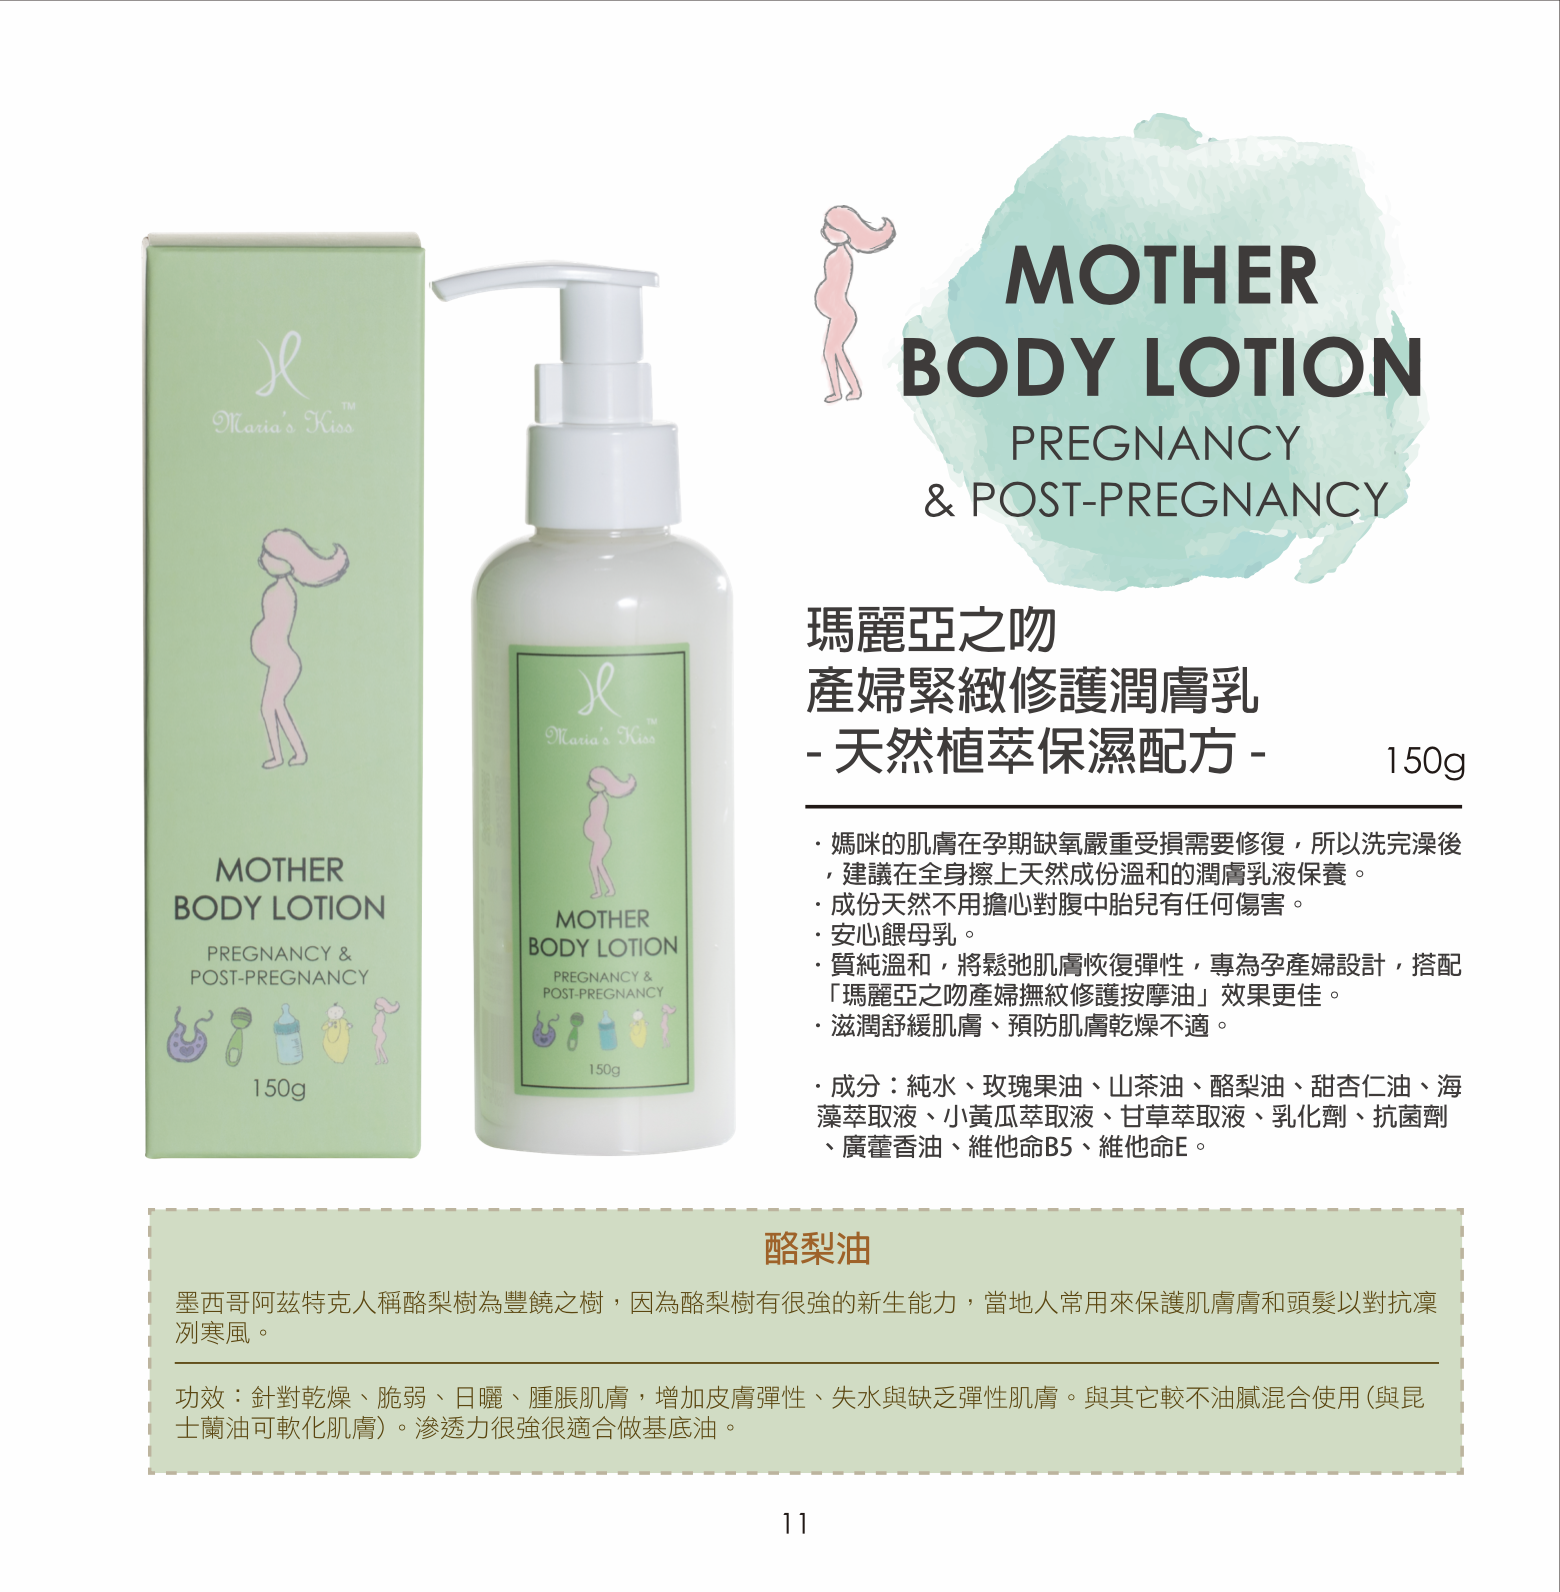 Maria's Kiss™
MOTHER
BODY LOTION
PREGNANCY &
POST-PREGNANCY
150g
Maria's Kiss™
MOTHER
BODY LOTION
PREGNANCY &
POST-PREGNANCY
150g
MOTHER
BODY LOTION
PREGNANCY
& POST-PREGNANCY
瑪麗亞之吻
產婦緊緻修護潤膚乳
- 天然植萃保濕配方 -
150g
· 媽咪的肌膚在孕期缺氧嚴重受損需要修復，所以洗完澡後
，建議在全身擦上天然成份溫和的潤膚乳液保養。
· 成份天然不用擔心對腹中胎兒有任何傷害。
· 安心餵母乳。
· 質純溫和，將鬆弛肌膚恢復彈性，專為孕產婦設計，搭配
「瑪麗亞之吻產婦撫紋修護按摩油」效果更佳。
· 滋潤舒緩肌膚、預防肌膚乾燥不適。
· 成分：純水、玫瑰果油、山茶油、酪梨油、甜杏仁油、海
藻萃取液、小黃瓜萃取液、甘草萃取液、乳化劑、抗菌劑
、廣藿香油、維他命B5、維他命E。
酪梨油
墨西哥阿茲特克人稱酪梨樹為豐饒之樹，因為酪梨樹有很強的新生能力，當地人常用來保護肌膚膚和頭髮以對抗凜
冽寒風。
功效：針對乾燥、脆弱、日曬、腫脹肌膚，增加皮膚彈性、失水與缺乏彈性肌膚。與其它較不油膩混合使用(與昆
士蘭油可軟化肌膚)。滲透力很強很適合做基底油。
11